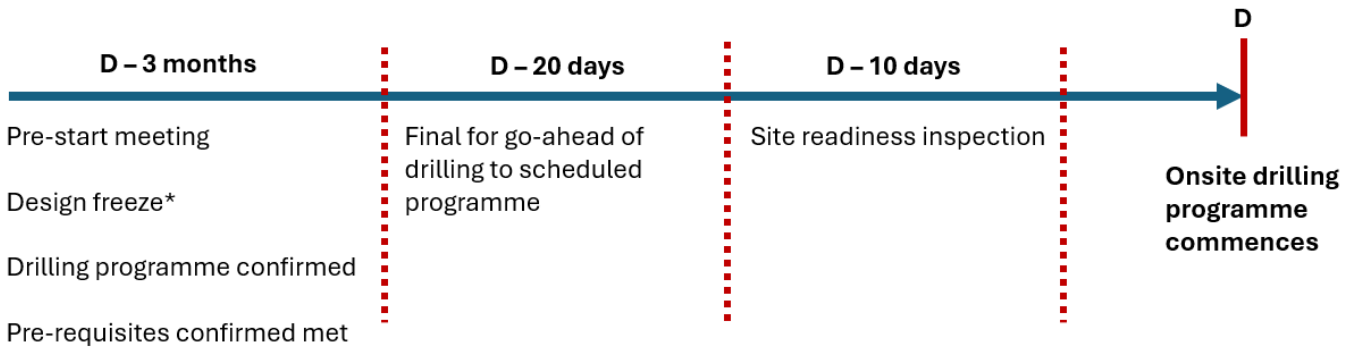 D
D – 3 months
D – 20 days
D – 10 days
Pre-start meeting
Design freeze*
Drilling programme confirmed
Pre-requisites confirmed met
Final for go-ahead of
drilling to scheduled
programme
Site readiness inspection
Onsite drilling
programme
commences